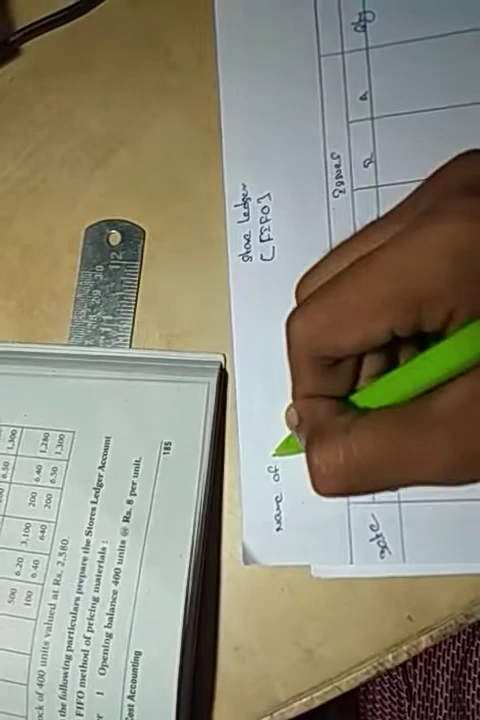 Store Ledger
[FIFO]
Name of
Date
Issues
Qty
R
A
500 6.20 3,100
100 6.40 640
200 6.40 1,280
200 6.50 1,300
6.50 1,300
ock of 400 units valued at Rs. 2,580.
the following particulars prepare the Stores Ledger Account
FIFO method of pricing materials :
1 Opening balance 400 units @ Rs. 8 per unit.
Cost Accounting
185
12